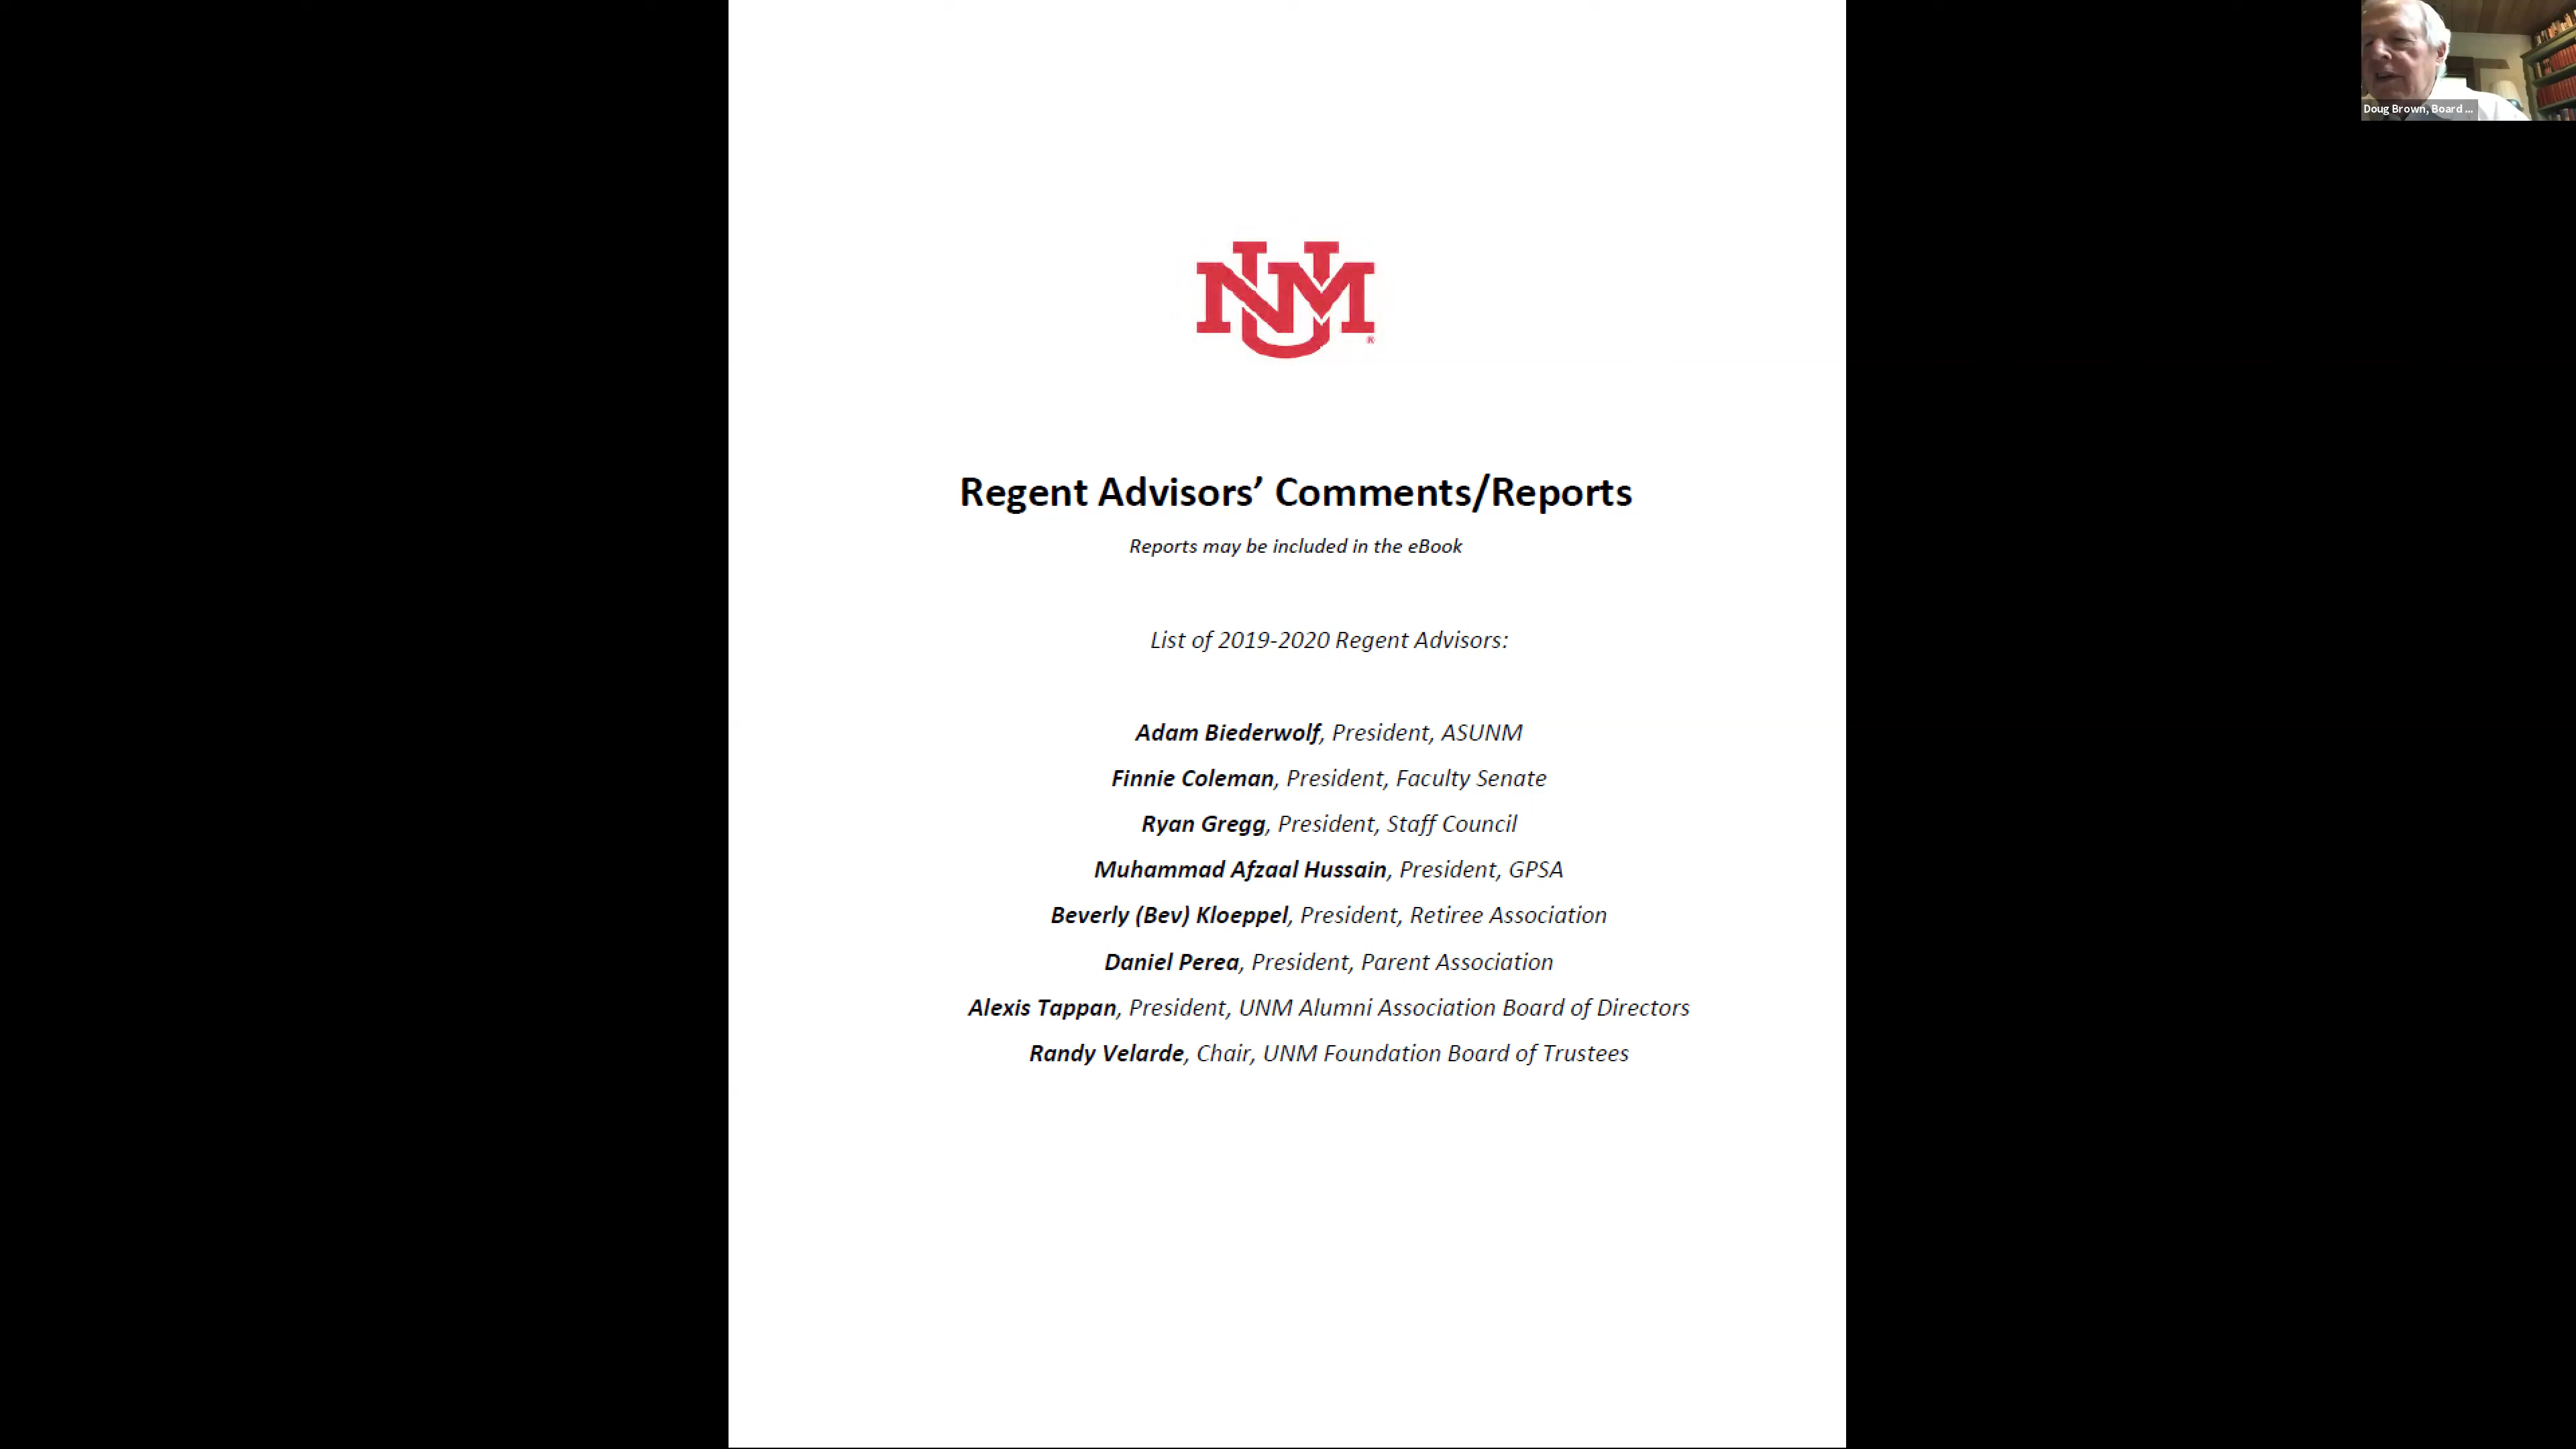 Doug Brown, Board ...
UNM
®
Regent Advisors’ Comments/Reports
Reports may be included in the eBook
List of 2019-2020 Regent Advisors:
Adam Biederwolf, President, ASUNM
Finnie Coleman, President, Faculty Senate
Ryan Gregg, President, Staff Council
Muhammad Afzaal Hussain, President, GPSA
Beverly (Bev) Kloeppel, President, Retiree Association
Daniel Perea, President, Parent Association
Alexis Tappan, President, UNM Alumni Association Board of Directors
Randy Velarde, Chair, UNM Foundation Board of Trustees